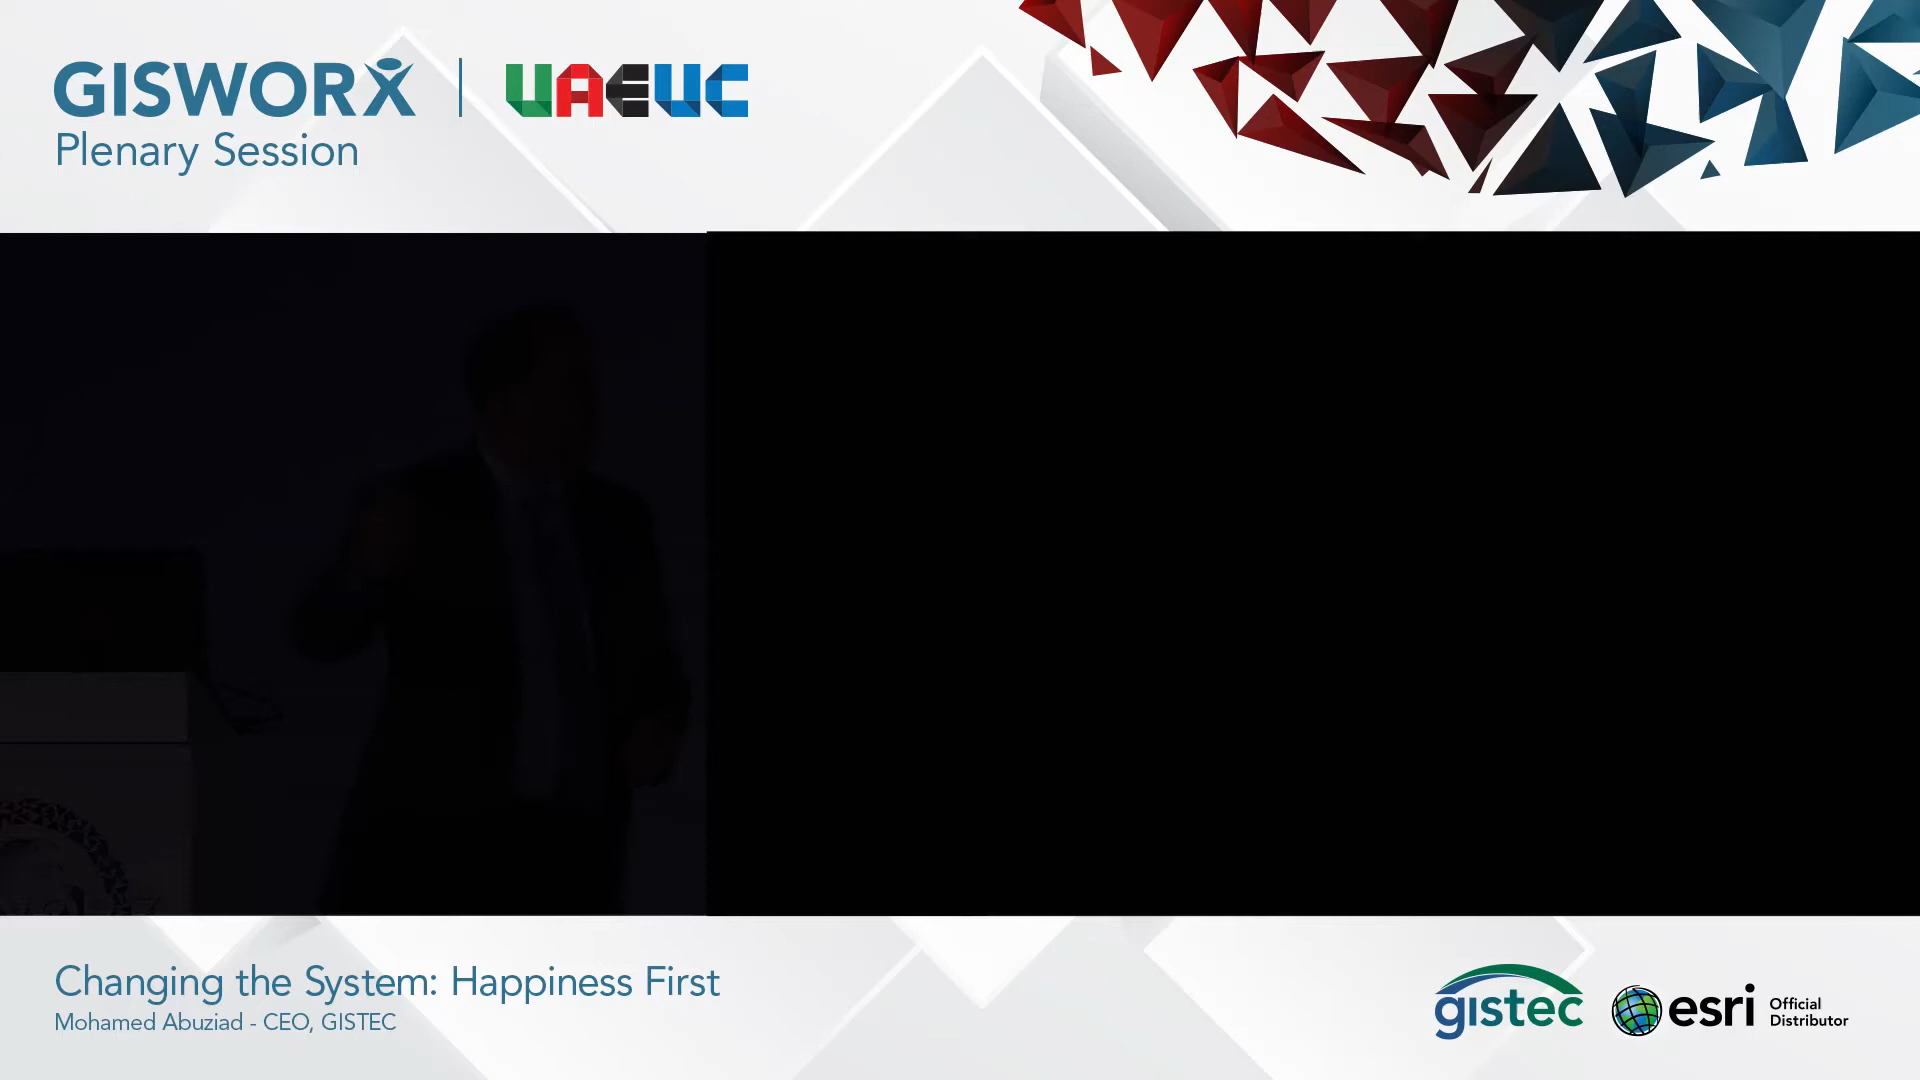 GISWORX
UAEUC
Plenary Session
Changing the System: Happiness First
Mohamed Abuziad - CEO, GISTEC
gistec
esri
Official
Distributor